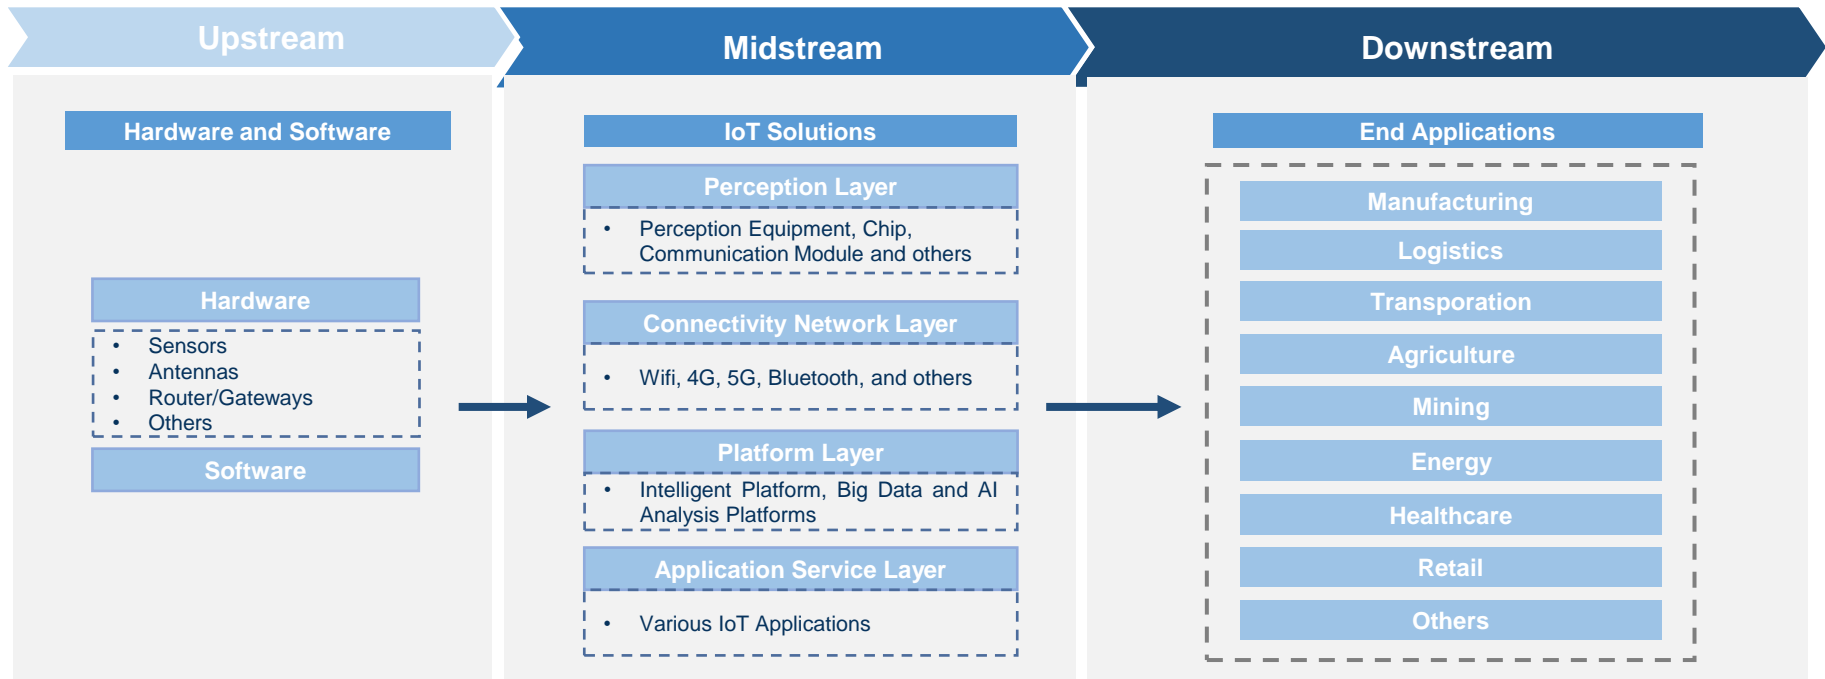 Upstream
Midstream
Downstream
Hardware and Software
Hardware
• Sensors
• Antennas
• Router/Gateways
• Others
Software
IoT Solutions
Perception Layer
• Perception Equipment, Chip,
Communication Module and others
Connectivity Network Layer
• Wifi, 4G, 5G, Bluetooth, and others
Platform Layer
• Intelligent Platform, Big Data and AI
Analysis Platforms
Application Service Layer
• Various IoT Applications
End Applications
Manufacturing
Logistics
Transporation
Agriculture
Mining
Energy
Healthcare
Retail
Others